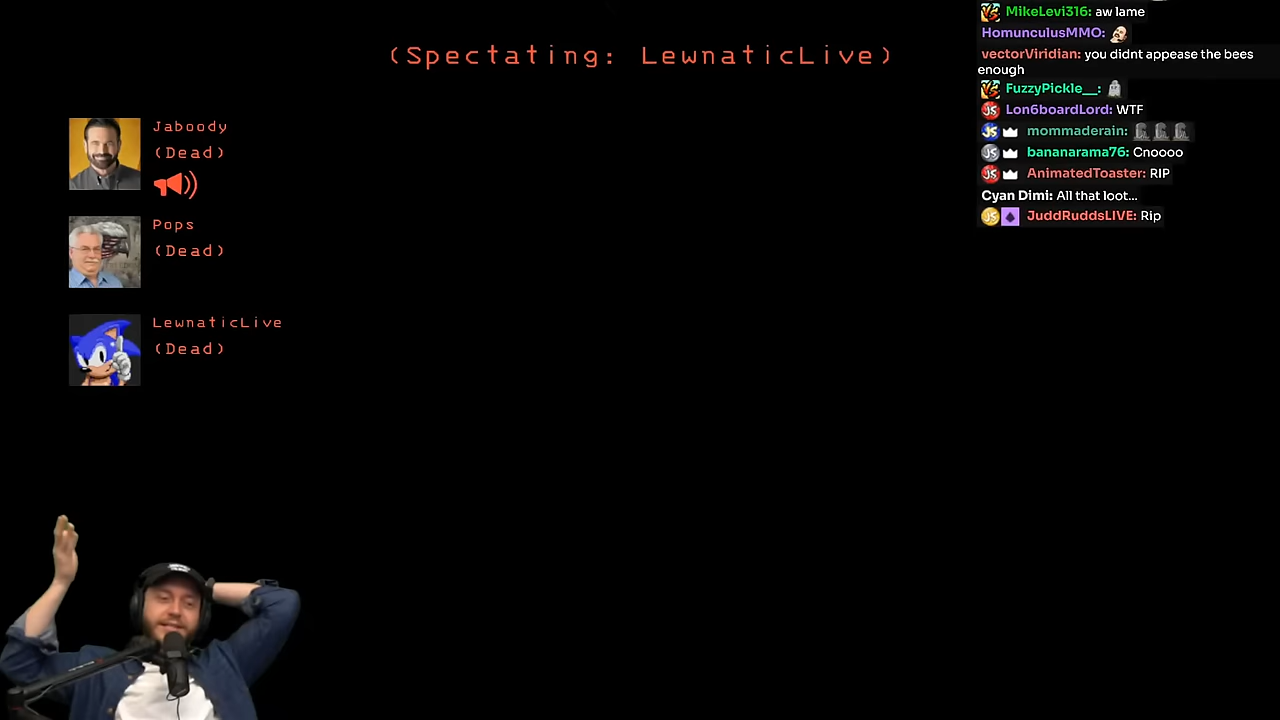 (Spectating: LewnaticLive)
Jaboody
(Dead)
Pops
(Dead)
LewnaticLive
(Dead)
MikeLevi316: aw lame
HomunculusMMO:
vectorViridian: you didnt appease the bees
enough
FuzzyPickle__:
Lon6boardLord: WTF
mommaderain:
bananarama76: Cnoooo
AnimatedToaster: RIP
Cyan Dimi: All that loot...
JuddRuddsLIVE: Rip